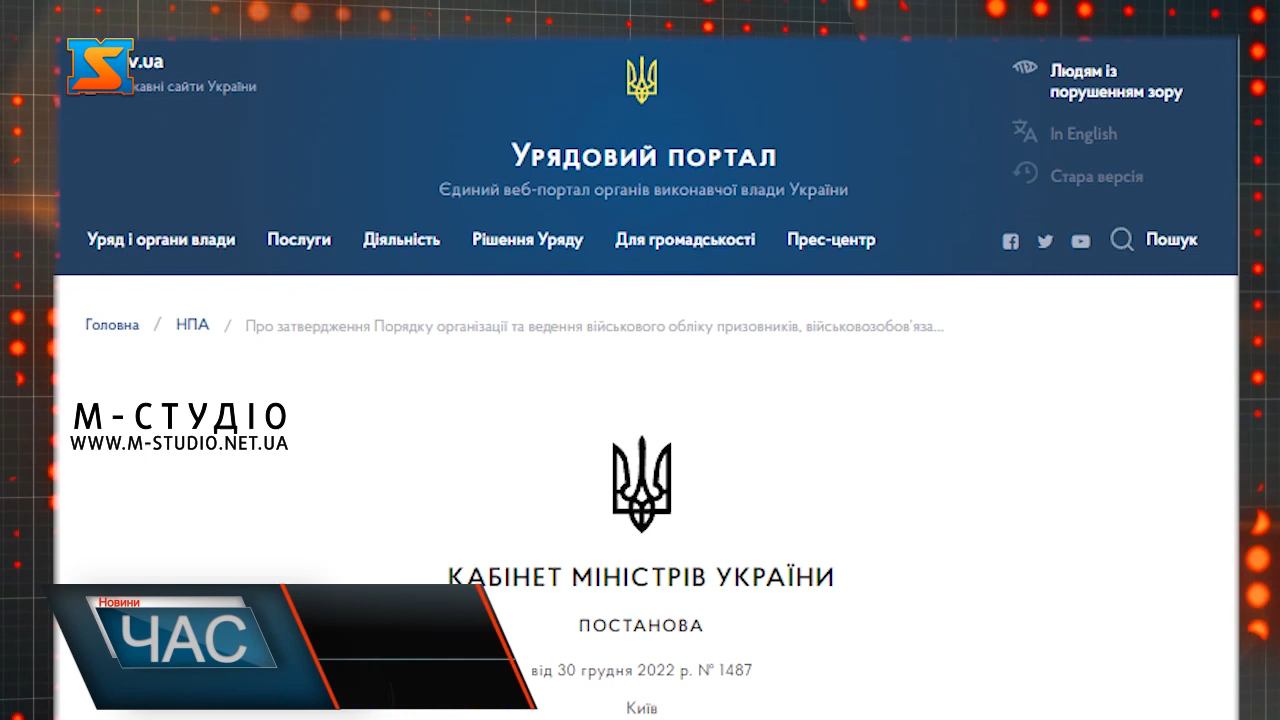 v.ua
жавні сайти України
Людям із
порушенням зору
In English
Стара версія
Урядовий портал
Єдиний веб-портал органів виконавчої влади України
Уряд і органи влади
Послуги
Діяльність
Рішення Уряду
Для громадськості
Прес-центр
Пошук
Головна / НПА / Про затвердження Порядку організації та ведення військового обліку призовників, військовозобов'яза...
М-СТУДІО
WWW.M-STUDIO.NET.UA
КАБІНЕТ МІНІСТРІВ УКРАЇНИ
ПОСТАНОВА
від 30 грудня 2022 р. № 1487
Київ
Новини
ЧАС